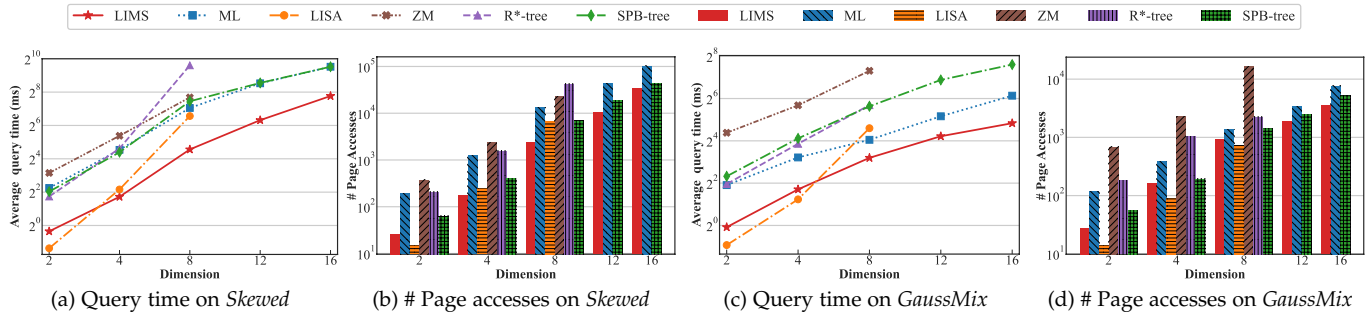 LIMS ML LISA ZM R*-tree SPB-tree LIMS ML LISA ZM R*-tree SPB-tree
Average query time (ms)
2^10
2^8
2^6
2^4
2^2
2^0
2 4 8 12 16
Dimension
(a) Query time on Skewed
# Page Accesses
10^5
10^4
10^3
10^2
10^1
2 4 8 12 16
Dimension
(b) # Page accesses on Skewed
Average query time (ms)
2^8
2^6
2^4
2^2
2^0
2 4 8 12 16
Dimension
(c) Query time on GaussMix
# Page Accesses
10^4
10^3
10^2
10^1
2 4 8 12 16
Dimension
(d) # Page accesses on GaussMix